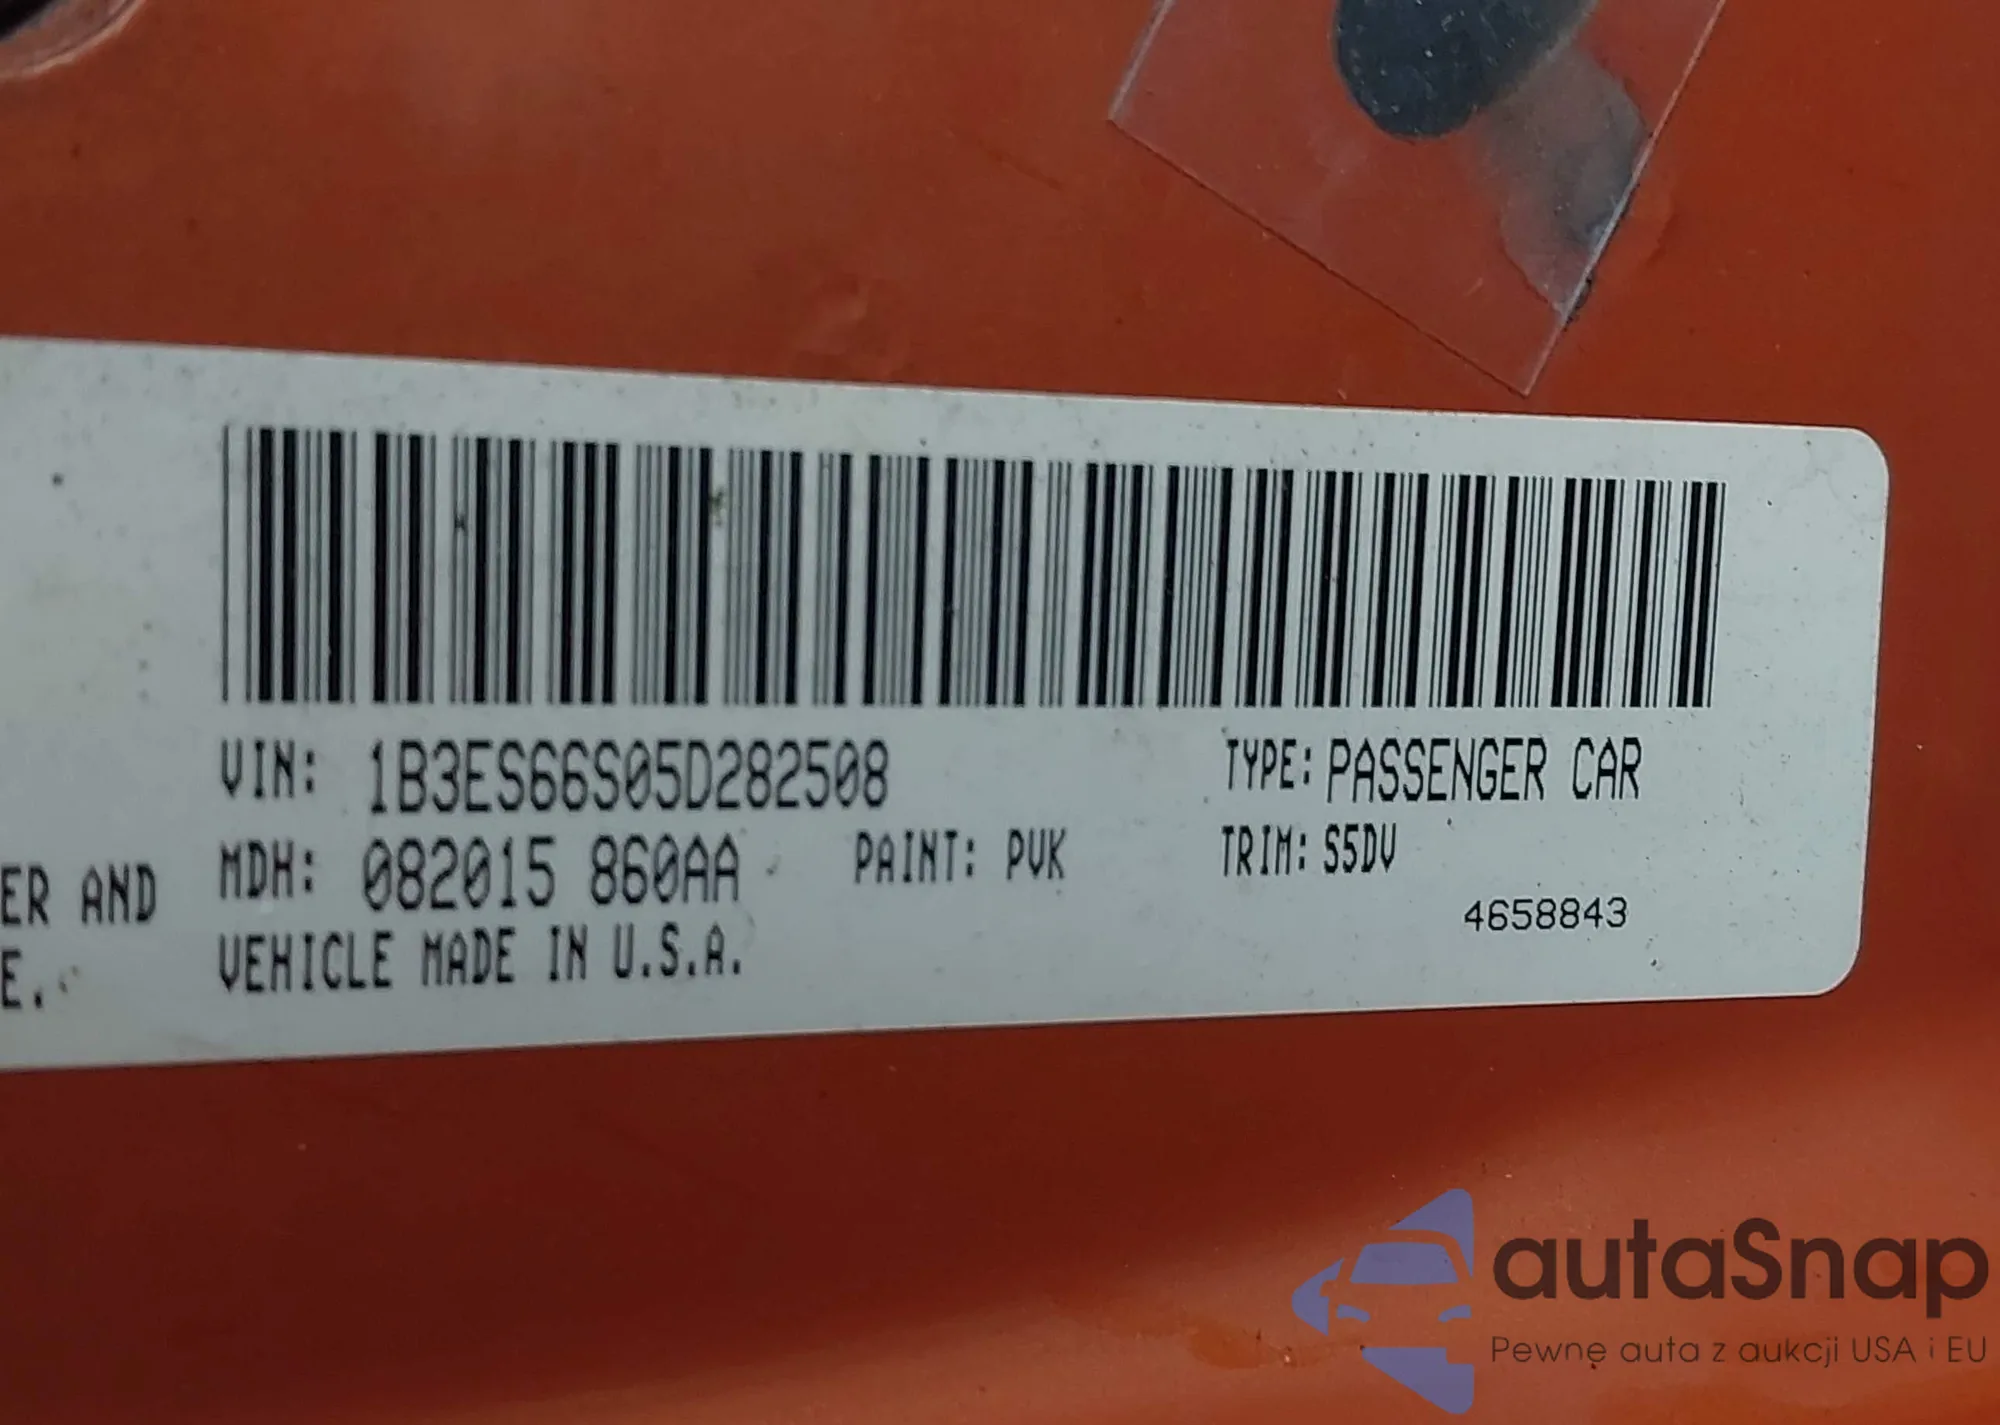 VIN: 1B3ES66S05D282508 TYPE: PASSENGER CAR
MDH: 082015 860AA PAINT: PVK TRIM: S5DV
ER AND
4658843
VEHICLE MADE IN U.S.A.
E.
autaSnap
Pewne auta z aukcji USA i EU